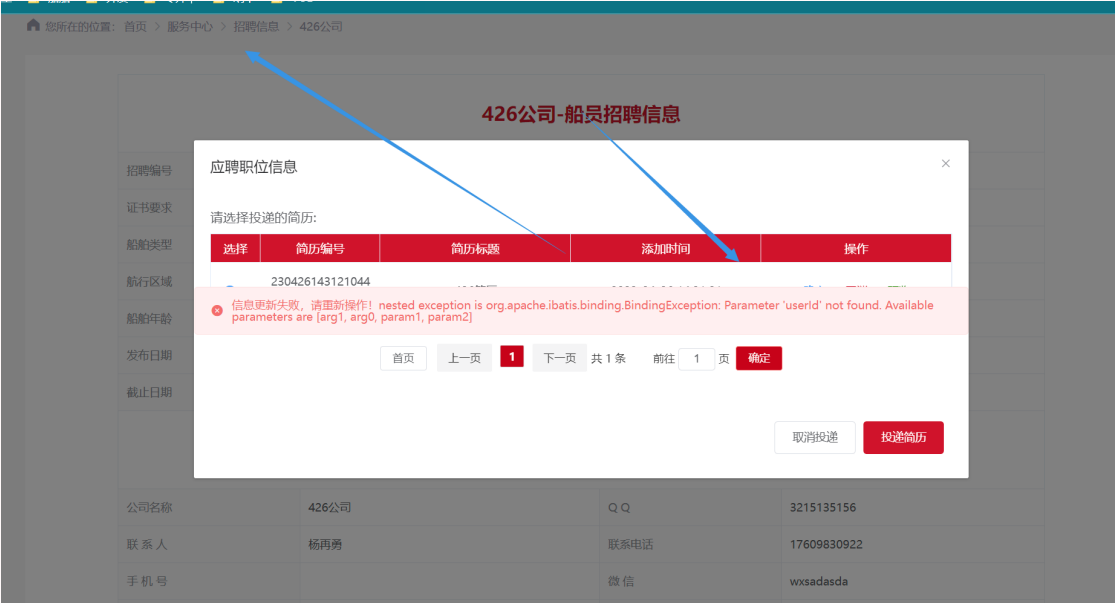 您所在的位置: 首页 > 服务中心 > 招聘信息 > 426公司
426公司-船员招聘信息
招聘编号
证书要求
船舶类型
航行区域
船舶年龄
发布日期
截止日期
应聘职位信息
×
请选择投递的简历:
选择 简历编号 简历标题 添加时间 操作
230426143121044
信息更新失败，请重新操作！nested exception is org.apache.ibatis.binding.BindingException: Parameter 'userId' not found. Available
parameters are [arg1, arg0, param1, param2]
首页 上一页 1 下一页 共 1 条 前往 1 页 确定
取消投递 投递简历
公司名称 426公司 Q Q 3215135156
联 系 人 杨再勇 联系电话 17609830922
手 机 号 微 信 wxsadasda